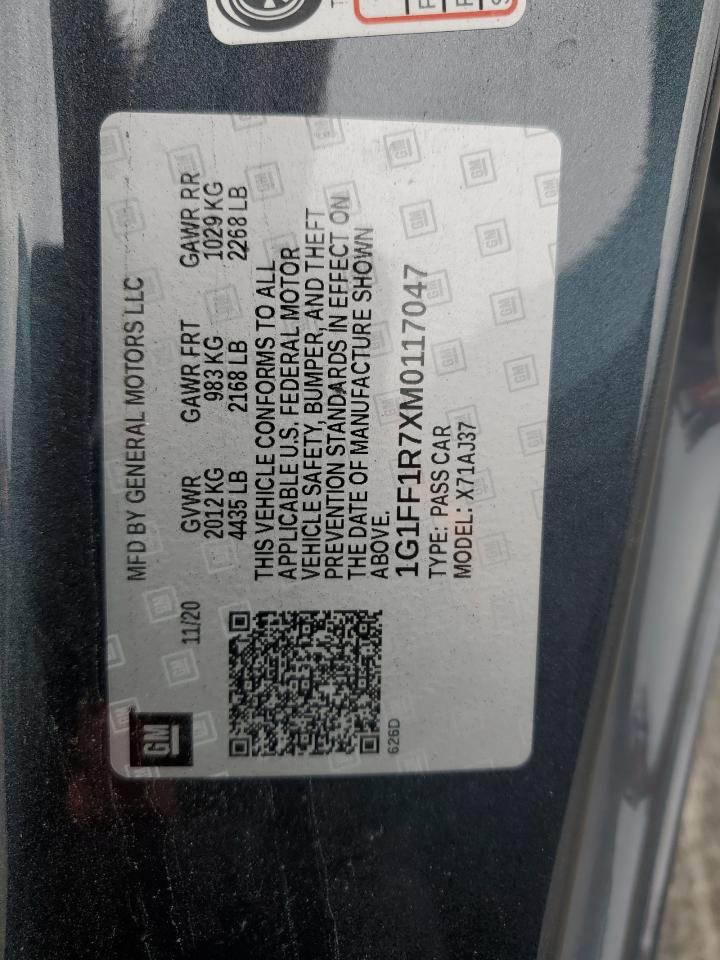 GM
11/20
MFD BY GENERAL MOTORS LLC
GVWR GAWR FRT GAWR RR
2012 KG 983 KG 1029 KG
4435 LB 2168 LB 2268 LB
THIS VEHICLE CONFORMS TO ALL
APPLICABLE U.S. FEDERAL MOTOR
VEHICLE SAFETY, BUMPER, AND THEFT
PREVENTION STANDARDS IN EFFECT ON
THE DATE OF MANUFACTURE SHOWN
ABOVE.
1G1FF1R7XM0117047
TYPE: PASS CAR
MODEL: X71AJ37
626D